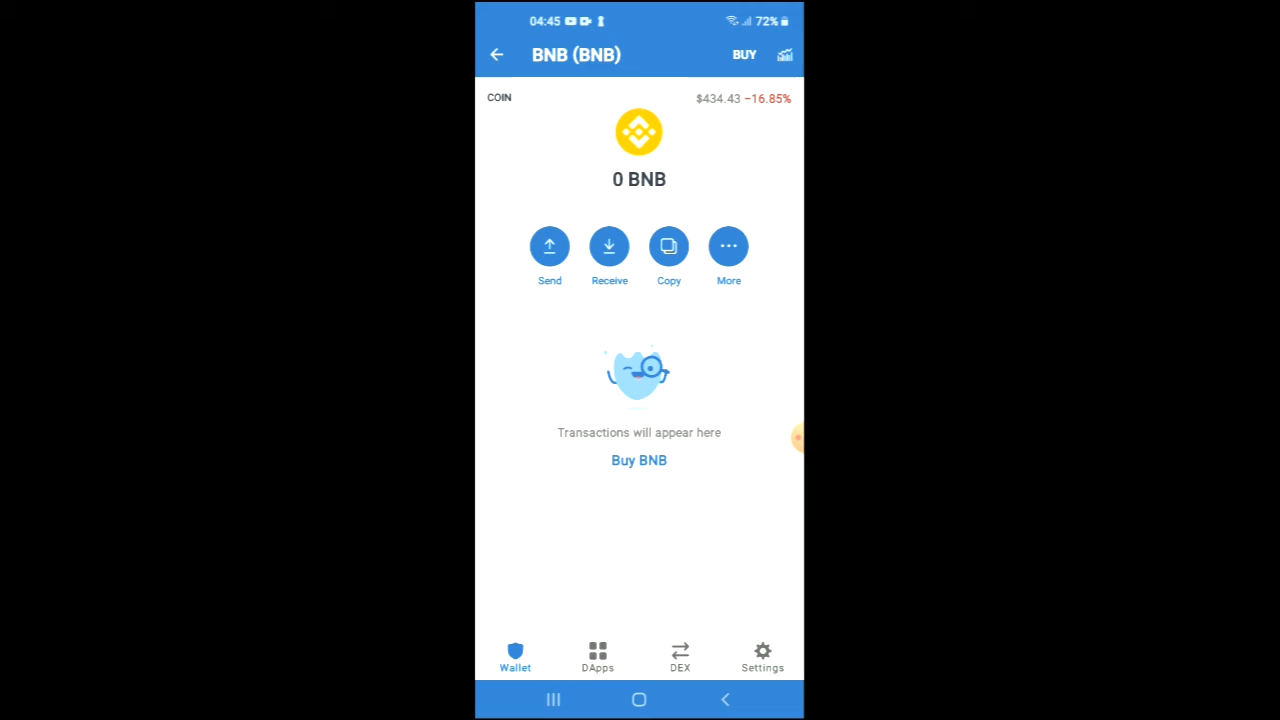 04:45 72%
BNB (BNB) BUY
COIN $434.43 −16.85%
0 BNB
Send Receive Copy More
Transactions will appear here
Buy BNB
Wallet DApps DEX Settings